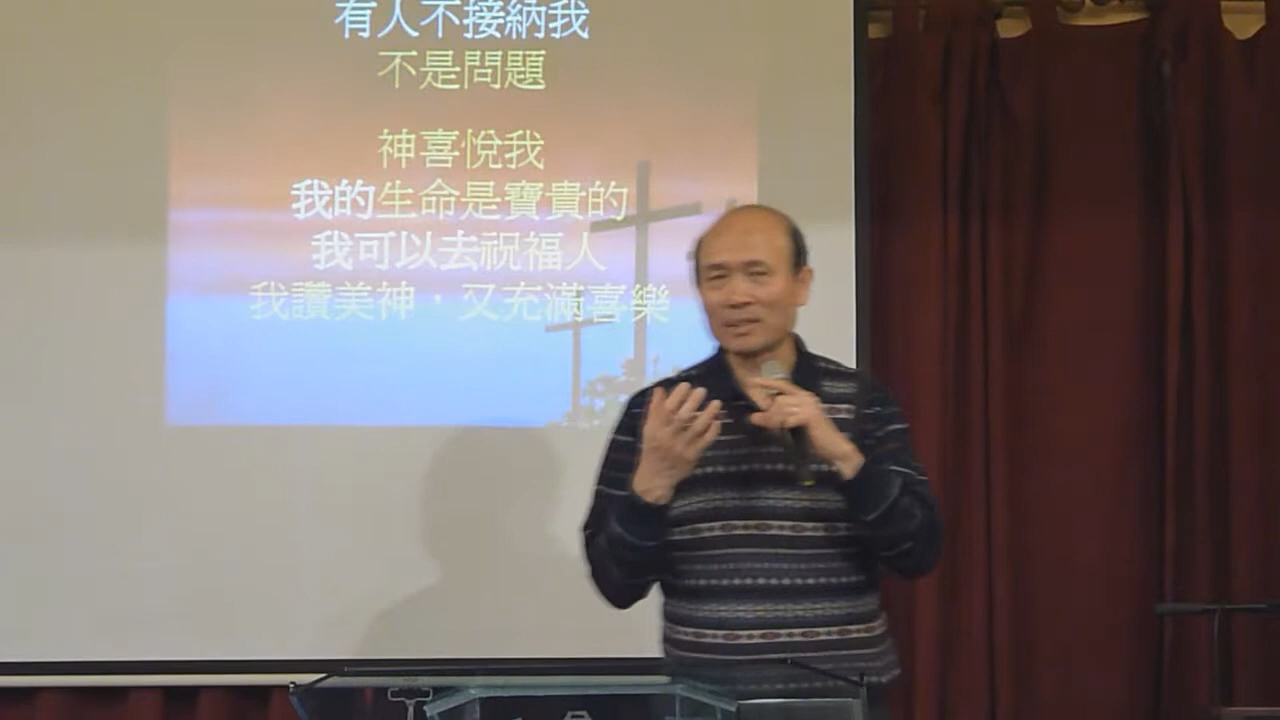 有人不接納我
不是問題
神喜悅我
我的生命是寶貴的
我可以去祝福人
我讚美神，又充滿喜樂